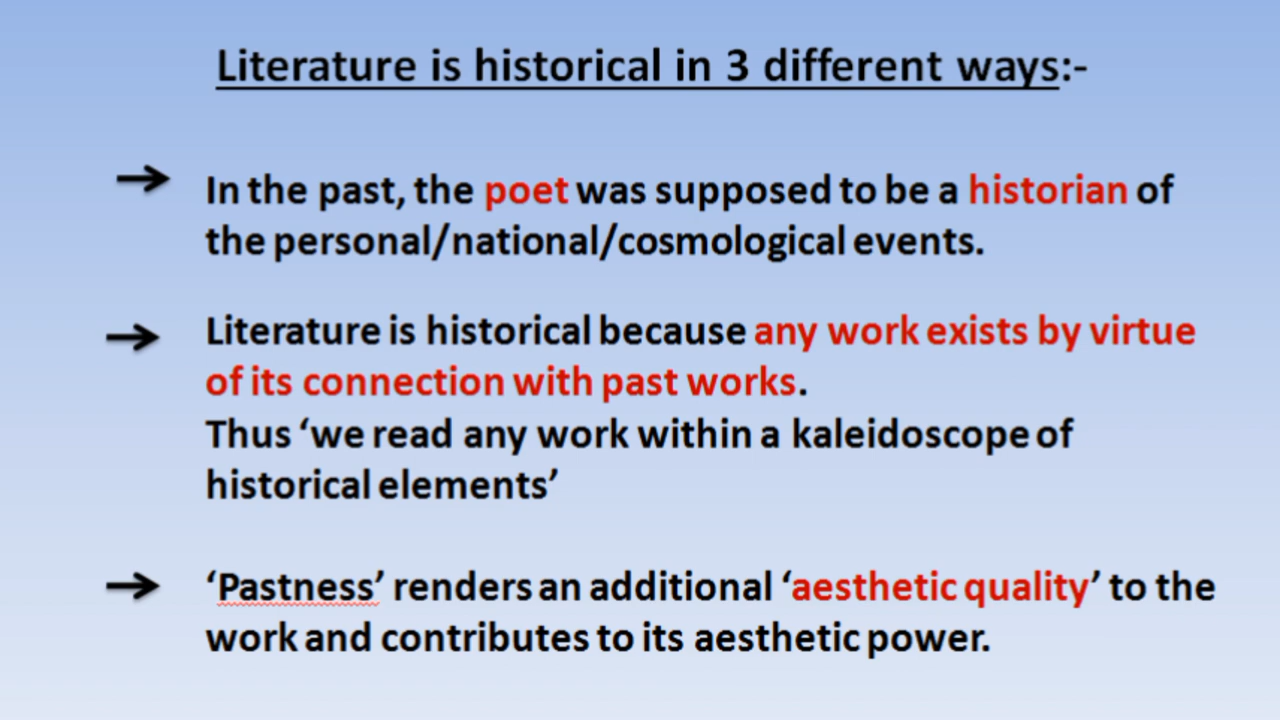 Literature is historical in 3 different ways:-
In the past, the poet was supposed to be a historian of
the personal/national/cosmological events.
Literature is historical because any work exists by virtue
of its connection with past works.
Thus ‘we read any work within a kaleidoscope of
historical elements’
‘Pastness’ renders an additional ‘aesthetic quality’ to the
work and contributes to its aesthetic power.